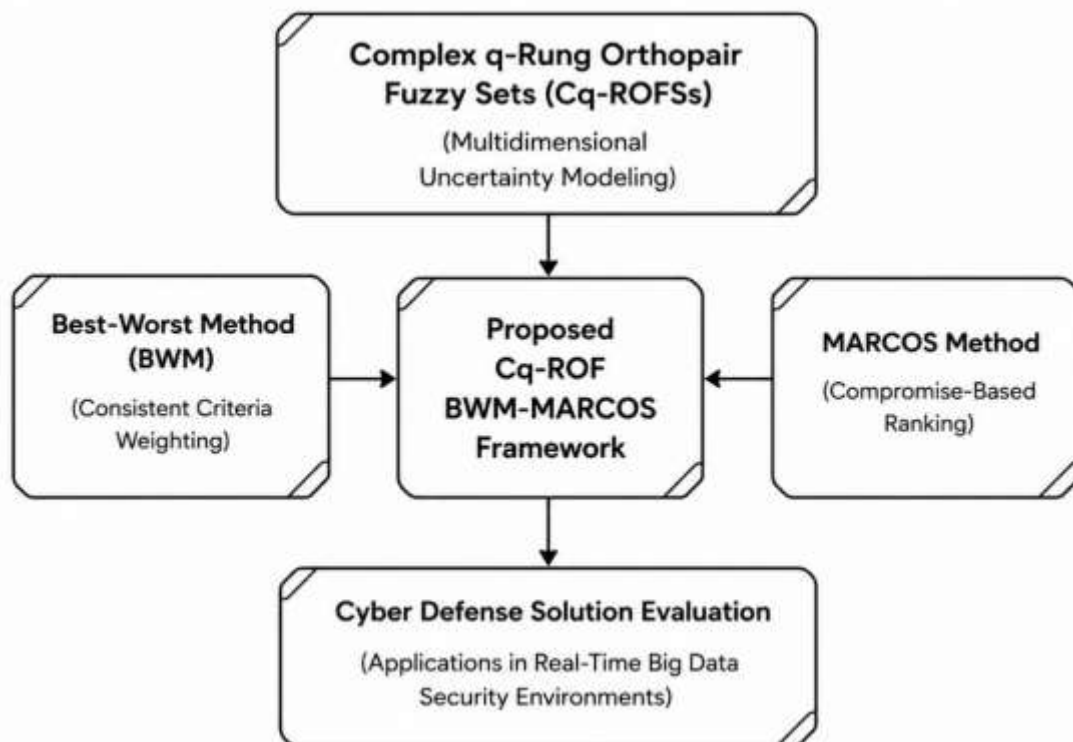 Complex q-Rung Orthopair
Fuzzy Sets (Cq-ROFSs)
(Multidimensional
Uncertainty Modeling)
Best-Worst Method
(BWM)
(Consistent Criteria
Weighting)
Proposed
Cq-ROF
BWM-MARCOS
Framework
MARCOS Method
(Compromise-Based
Ranking)
Cyber Defense Solution Evaluation
(Applications in Real-Time Big Data
Security Environments)